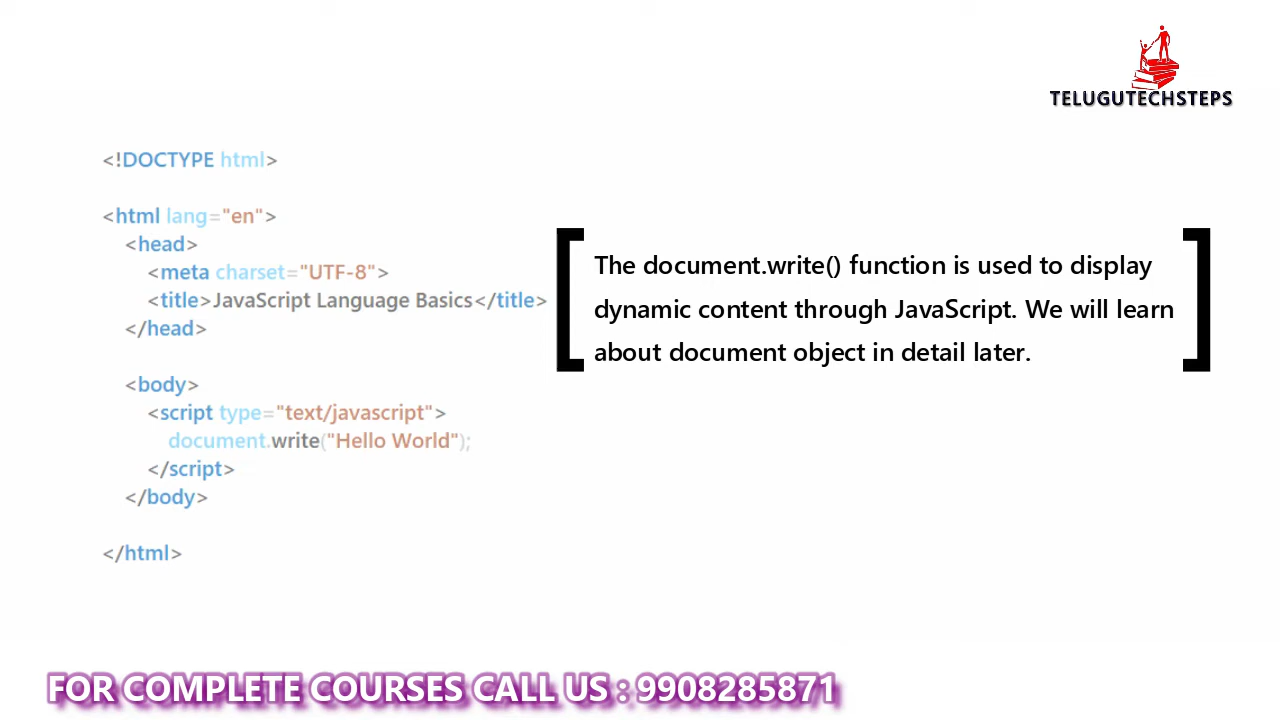 TELUGUTECHSTEPS
<!DOCTYPE html>
<html lang="en">
<head>
<meta charset="UTF-8">
<title>JavaScript Language Basics</title>
</head>
<body>
<script type="text/javascript">
document.write("Hello World");
</script>
</body>
</html>
The document.write() function is used to display
dynamic content through JavaScript. We will learn
about document object in detail later.
FOR COMPLETE COURSES CALL US : 9908285871